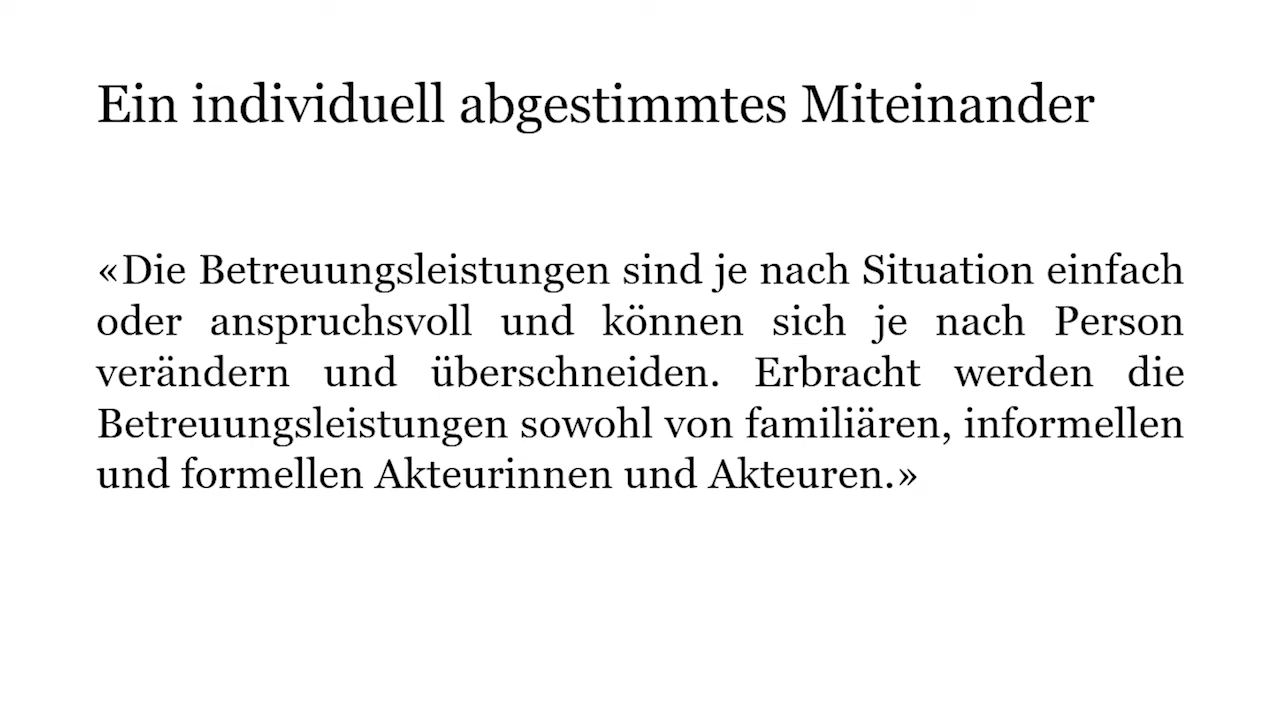 Ein individuell abgestimmtes Miteinander
«Die Betreuungsleistungen sind je nach Situation einfach
oder anspruchsvoll und können sich je nach Person
verändern und überschneiden. Erbracht werden die
Betreuungsleistungen sowohl von familiären, informellen
und formellen Akteurinnen und Akteuren.»